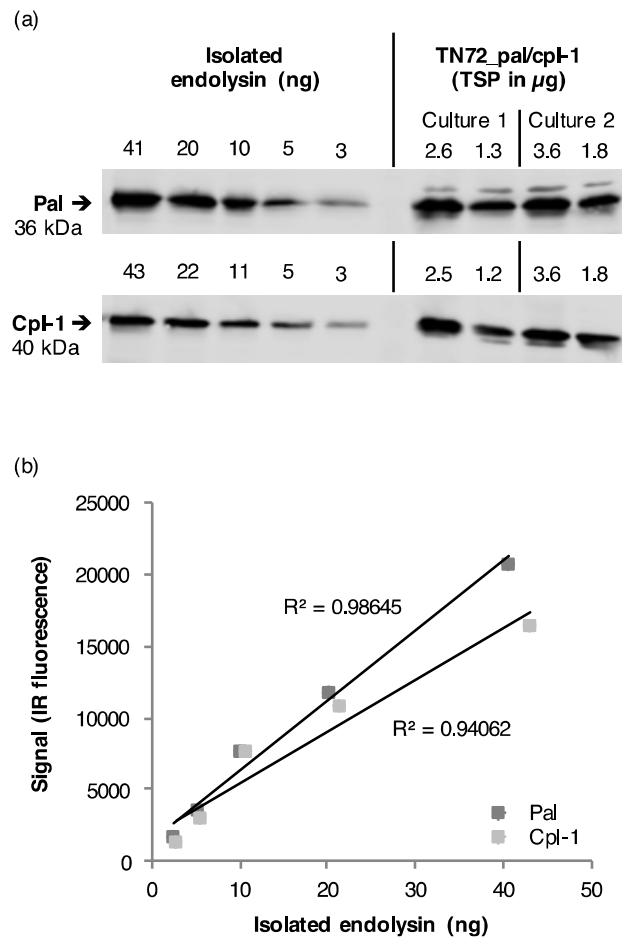 (a)
Isolated endolysin (ng)
TN72_pal/cpl-1 (TSP in µg)
Culture 1 Culture 2
41 20 10 5 3 2.6 1.3 3.6 1.8
Pal →
36 kDa
43 22 11 5 3 2.5 1.2 3.6 1.8
Cpl-1 →
40 kDa
(b)
25000
20000
15000
10000
5000
0
Signal (IR fluorescence)
R² = 0.98645
R² = 0.94062
Pal
Cpl-1
0 10 20 30 40 50
Isolated endolysin (ng)